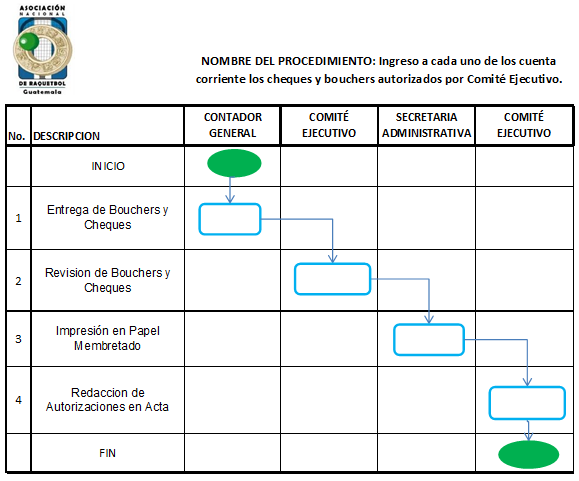 ASOCIACIÓN
NACIONAL
DE RAQUETBOL
Guatemala
NOMBRE DEL PROCEDIMIENTO: Ingreso a cada uno de los cuenta
corriente los cheques y bouchers autorizados por Comité Ejecutivo.
No. DESCRIPCION
CONTADOR
GENERAL
COMITÉ
EJECUTIVO
SECRETARIA
ADMINISTRATIVA
COMITÉ
EJECUTIVO
INICIO
1
Entrega de Bouchers y
Cheques
2
Revision de Bouchers y
Cheques
3
Impresión en Papel
Membretado
4
Redaccion de
Autorizaciones en Acta
FIN